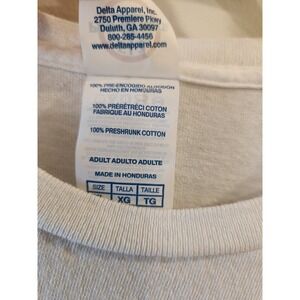 Delta Apparel, Inc.
2750 Premiere Pkwy
Duluth, GA 30097
800-285-4456
www.deltaapparel.com
100% PRE-ENCOGIDO ALGODON
HECHO EN HONDURAS
100% PRÉRÉTRÉCI COTON
FABRIQUE AU HONDURAS
100% PRESHRUNK COTTON
ADULT ADULTO ADULTE
MADE IN HONDURAS
SIZE TALLA TAILLE
XG TG